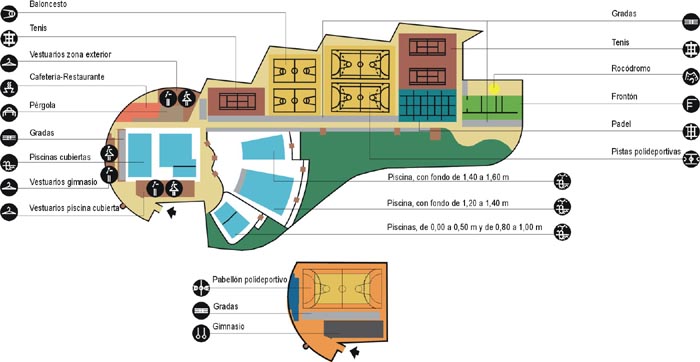 Baloncesto
Tenis
Vestuarios zona exterior
Cafetería-Restaurante
Pérgola
Gradas
Piscinas cubiertas
Vestuarios gimnasio
Vestuarios piscina cubierta
Gradas
Tenis
Rocódromo
Frontón
F
Padel
Pistas polideportivas
Piscina, con fondo de 1,40 a 1,60 m
Piscina, con fondo de 1,20 a 1,40 m
Piscinas, de 0,00 a 0,50 m y de 0,80 a 1,00 m
Pabellón polideportivo
Gradas
Gimnasio